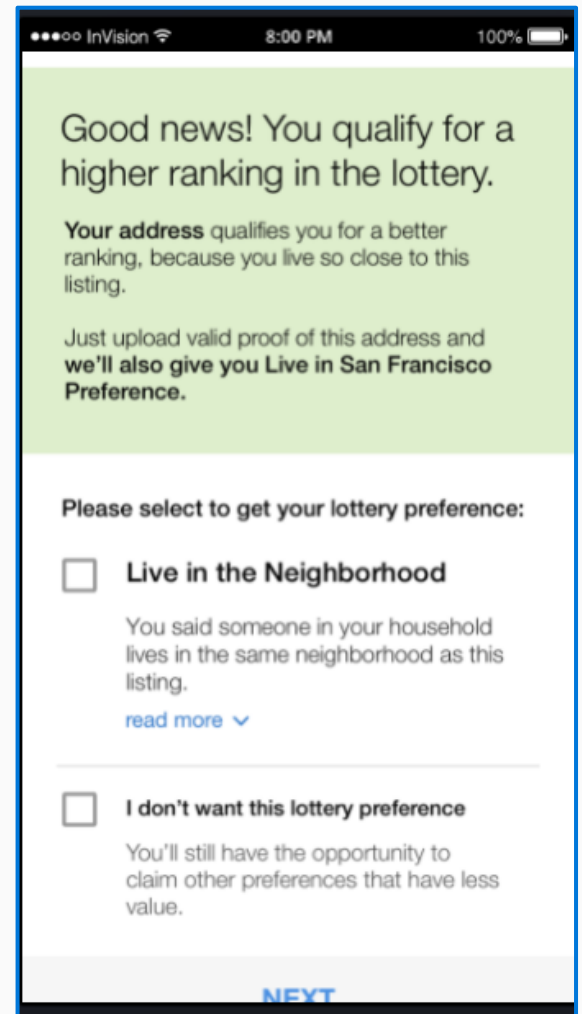 InVision 8:00 PM 100%
Good news! You qualify for a
higher ranking in the lottery.
Your address qualifies you for a better
ranking, because you live so close to this
listing.
Just upload valid proof of this address and
we'll also give you Live in San Francisco
Preference.
Please select to get your lottery preference:
Live in the Neighborhood
You said someone in your household
lives in the same neighborhood as this
listing.
read more
I don't want this lottery preference
You'll still have the opportunity to
claim other preferences that have less
value.
NEXT